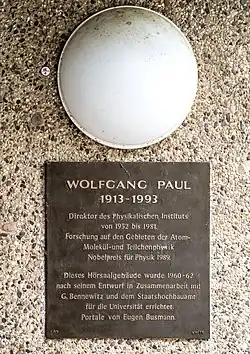 WOLFGANG PAUL
1913-1993
Direktor des Physikalischen Instituts
von 1952 bis 1981.
Forschung auf den Gebieten der Atom-
Molekül- und Teilchenphysik
Nobelpreis für Physik 1989.
Dieses Hörsaalgebäude wurde 1960-62
nach seinem Entwurf in Zusammenarbeit mit
G. Bennewitz und dem Staatshochbauamt
für die Universität errichtet
Portale von Eugen Busmann.